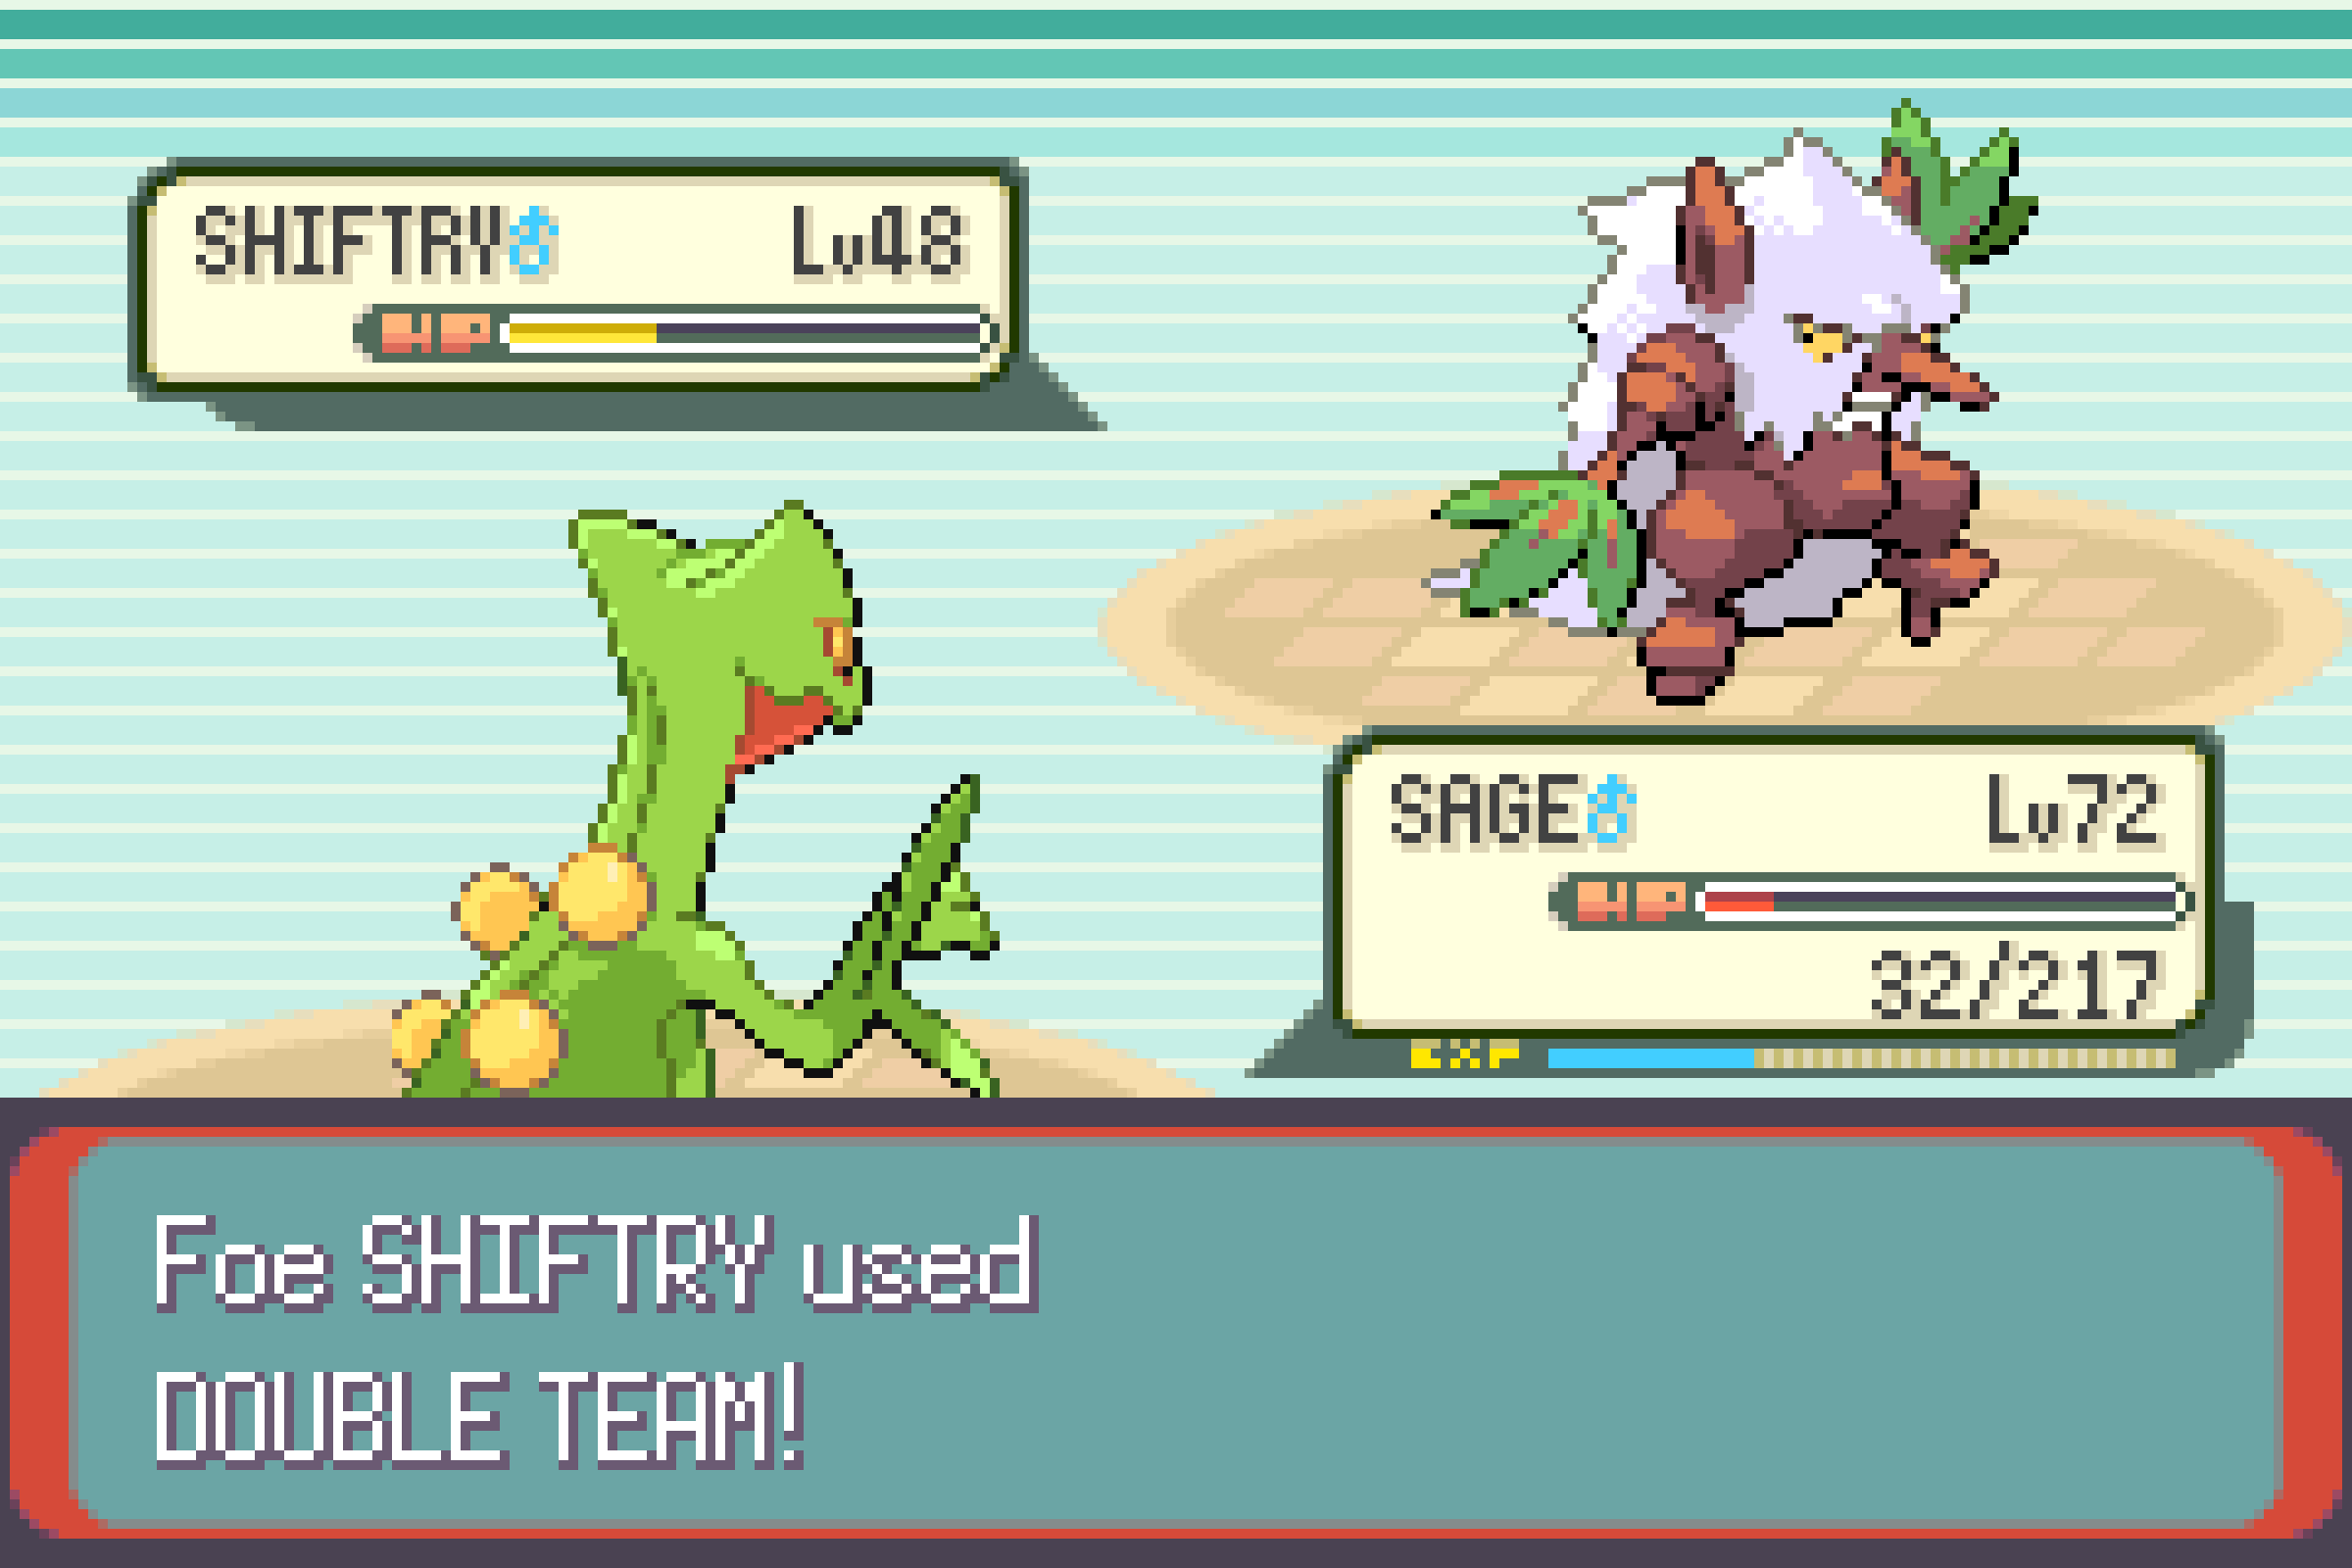 SHIFTRY♂ Lv48
HP
SAGE♂ Lv72
HP
32/217
EXP
Foe SHIFTRY used
DOUBLE TEAM!